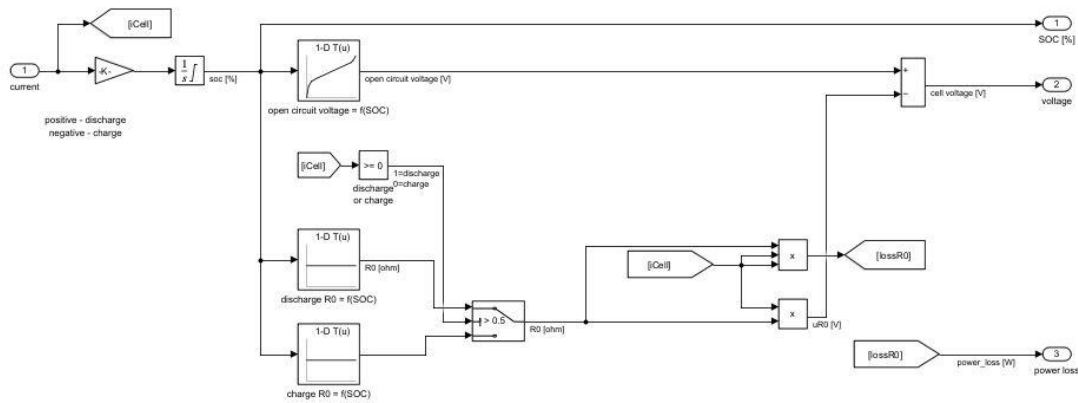 [iCell]
1
current
-K-
1
s
soc [%]
1-D T(u)
open circuit voltage [V]
open circuit voltage = f(SOC)
1
SOC [%]
+
−
cell voltage [V]
2
voltage
positive - discharge
negative - charge
[iCell]
>= 0
1=discharge
0=charge
discharge
or charge
1-D T(u)
R0 [ohm]
discharge R0 = f(SOC)
[iCell]
x
[lossR0]
> 0.5
R0 [ohm]
x
uR0 [V]
1-D T(u)
charge R0 = f(SOC)
[lossR0]
power_loss [W]
3
power loss